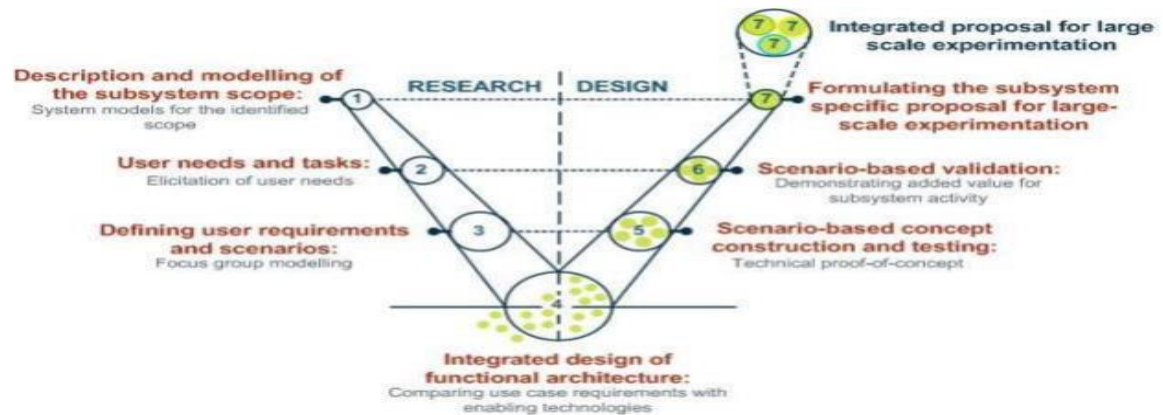 7 7
7
Integrated proposal for large
scale experimentation
Description and modelling of
the subsystem scope:
System models for the identified
scope
1
RESEARCH
DESIGN
7
Formulating the subsystem
specific proposal for large-
scale experimentation
User needs and tasks:
Elicitation of user needs
2
6
Scenario-based validation:
Demonstrating added value for
subsystem activity
Defining user requirements
and scenarios:
Focus group modelling
3
5
Scenario-based concept
construction and testing:
Technical proof-of-concept
4
Integrated design of
functional architecture:
Comparing use case requirements with
enabling technologies